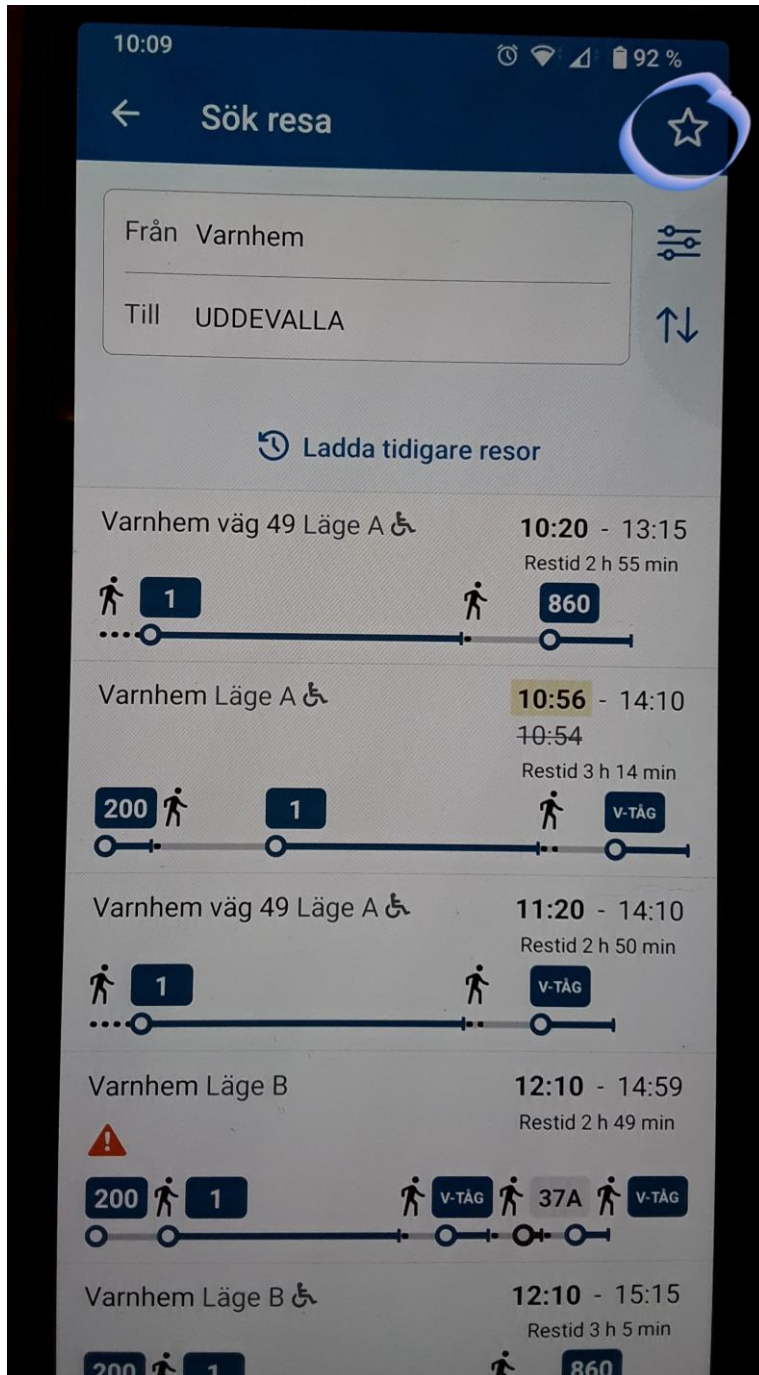 10:09 92 %
Sök resa
Från Varnhem
Till UDDEVALLA
Ladda tidigare resor
Varnhem väg 49 Läge A 10:20 - 13:15
Restid 2 h 55 min
1 860
Varnhem Läge A 10:56 - 14:10
10:54
Restid 3 h 14 min
200 1 V-TÅG
Varnhem väg 49 Läge A 11:20 - 14:10
Restid 2 h 50 min
1 V-TÅG
Varnhem Läge B 12:10 - 14:59
Restid 2 h 49 min
200 1 V-TÅG 37A V-TÅG
Varnhem Läge B 12:10 - 15:15
Restid 3 h 5 min
200 1 860